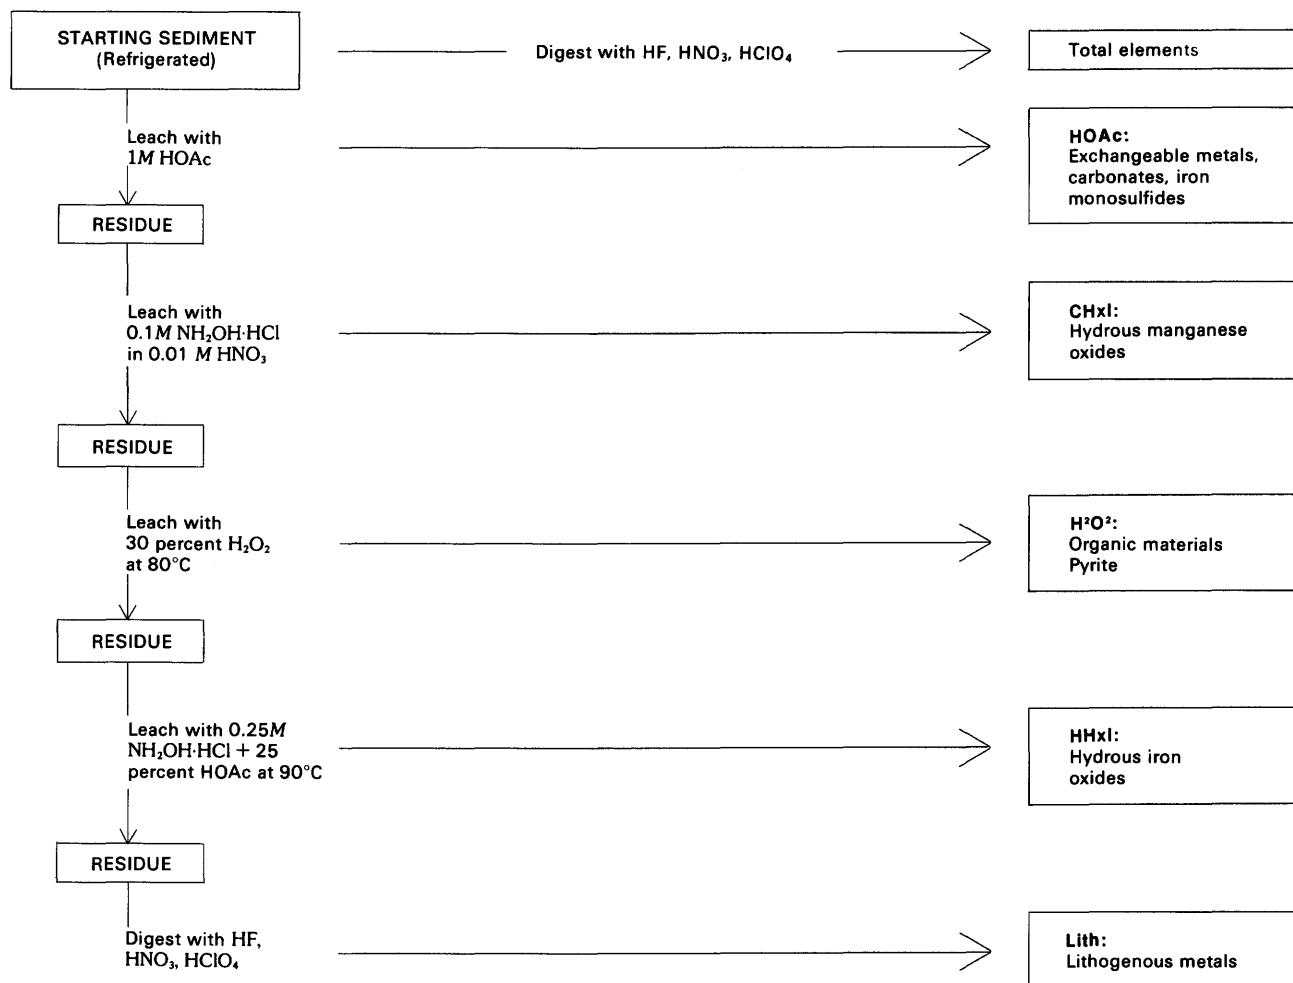 STARTING SEDIMENT
(Refrigerated)
Digest with HF, HNO₃, HClO₄
Total elements
Leach with
1M HOAc
HOAc:
Exchangeable metals,
carbonates, iron
monosulfides
RESIDUE
Leach with
0.1M NH₂OH·HCl
in 0.01 M HNO₃
CHxl:
Hydrous manganese
oxides
RESIDUE
Leach with
30 percent H₂O₂
at 80°C
H²O²:
Organic materials
Pyrite
RESIDUE
Leach with 0.25M
NH₂OH·HCl + 25
percent HOAc at 90°C
HHxl:
Hydrous iron
oxides
RESIDUE
Digest with HF,
HNO₃, HClO₄
Lith:
Lithogenous metals